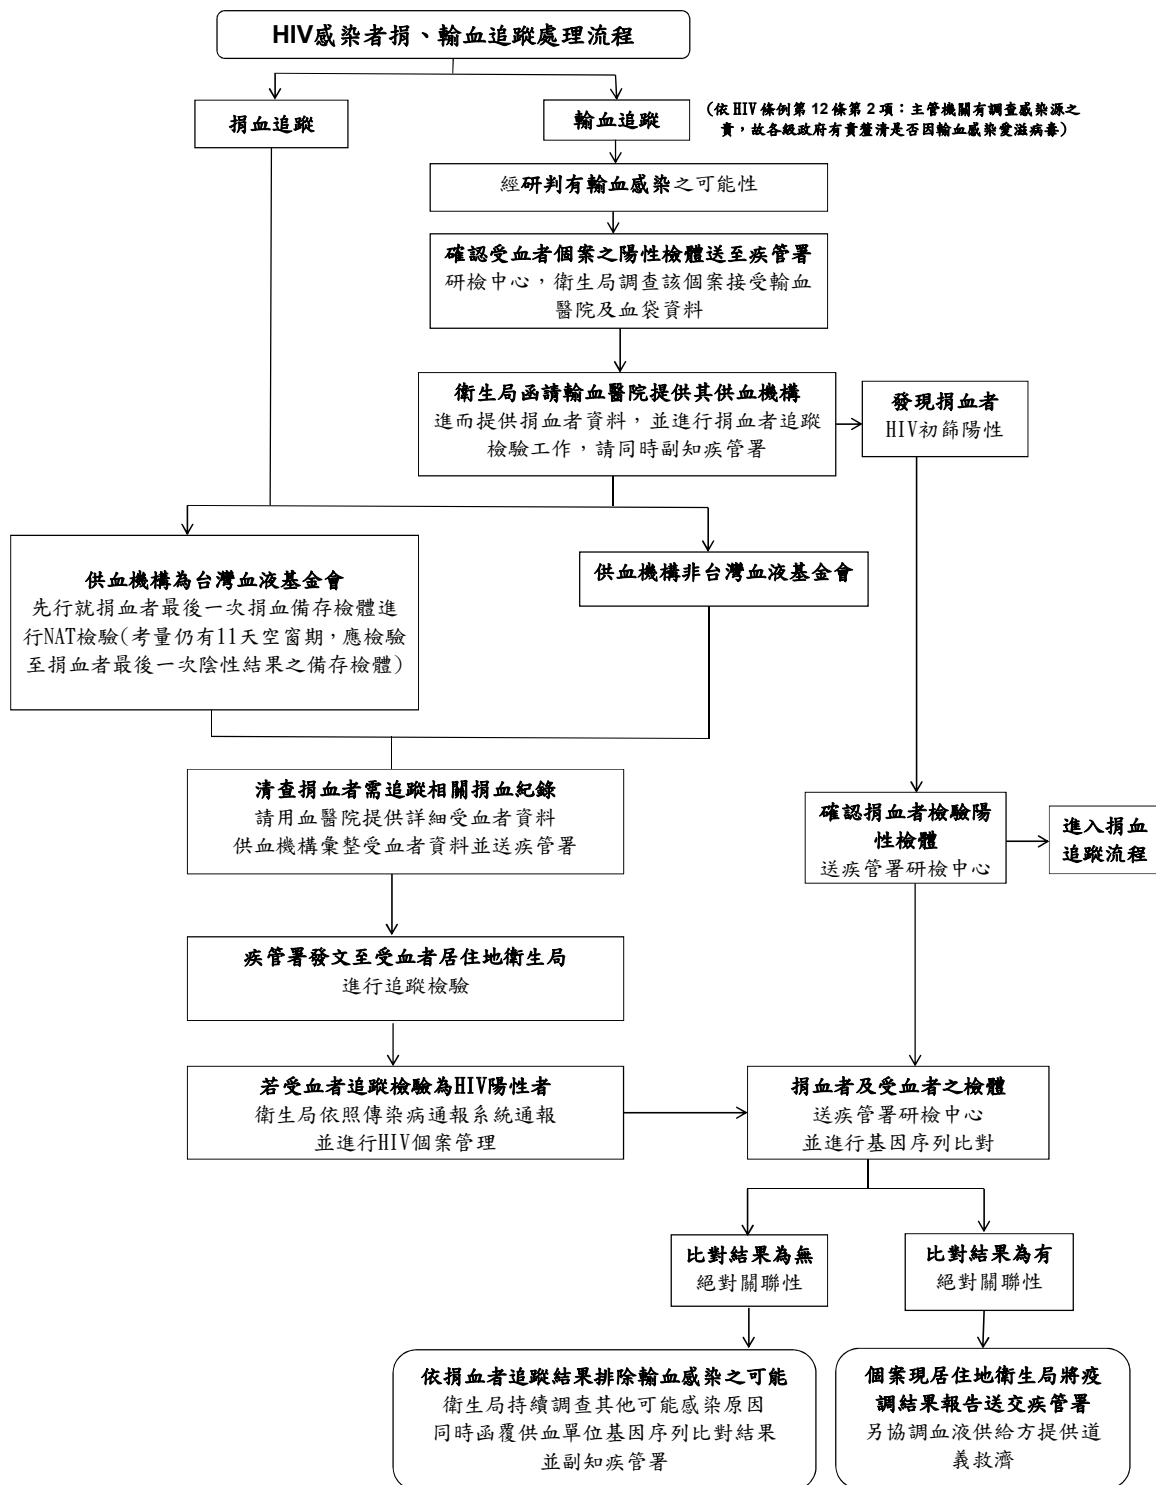 HIV感染者捐、輸血追蹤處理流程
捐血追蹤
輸血追蹤
(依 HIV 條例第 12 條第 2 項：主管機關有調查感染源之
責，故各級政府有責釐清是否因輸血感染愛滋病毒)
經研判有輸血感染之可能性
確認受血者個案之陽性檢體送至疾管署
研檢中心，衛生局調查該個案接受輸血
醫院及血袋資料
衛生局函請輸血醫院提供其供血機構
進而提供捐血者資料，並進行捐血者追蹤
檢驗工作，請同時副知疾管署
發現捐血者
HIV初篩陽性
供血機構為台灣血液基金會
先行就捐血者最後一次捐血備存檢體進
行NAT檢驗(考量仍有11天空窗期，應檢驗
至捐血者最後一次陰性結果之備存檢體)
供血機構非台灣血液基金會
清查捐血者需追蹤相關捐血紀錄
請用血醫院提供詳細受血者資料
供血機構彙整受血者資料並送疾管署
確認捐血者檢驗陽
性檢體
送疾管署研檢中心
進入捐血
追蹤流程
疾管署發文至受血者居住地衛生局
進行追蹤檢驗
若受血者追蹤檢驗為HIV陽性者
衛生局依照傳染病通報系統通報
並進行HIV個案管理
捐血者及受血者之檢體
送疾管署研檢中心
並進行基因序列比對
比對結果為無
絕對關聯性
比對結果為有
絕對關聯性
依捐血者追蹤結果排除輸血感染之可能
衛生局持續調查其他可能感染原因
同時函覆供血單位基因序列比對結果
並副知疾管署
個案現居住地衛生局將疫
調結果報告送交疾管署
另協調血液供給方提供道
義救濟